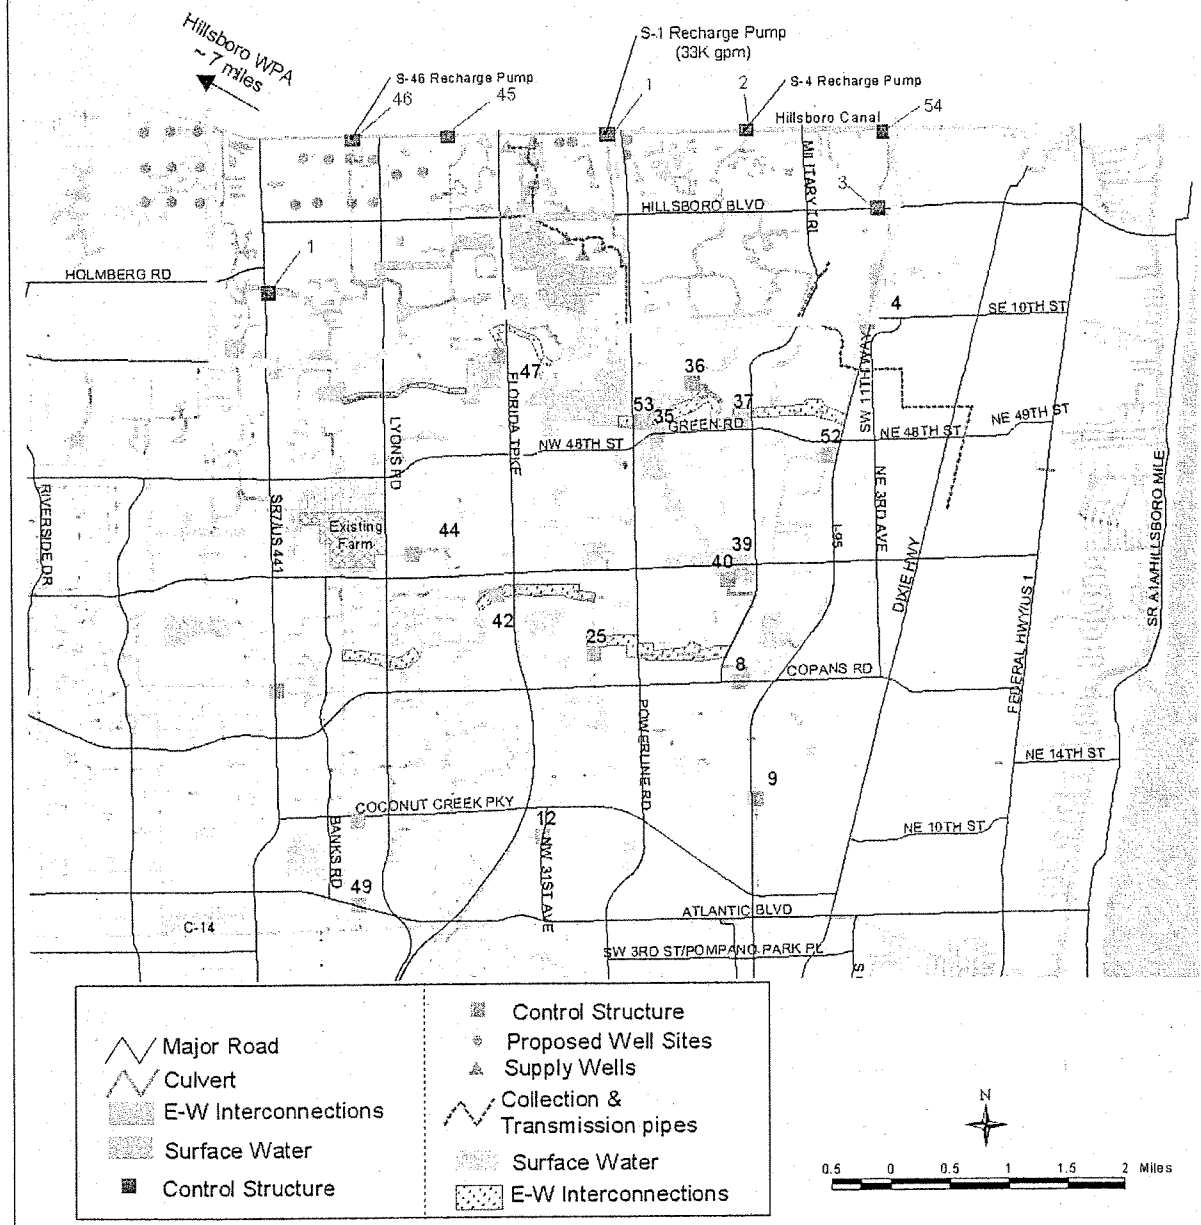 Hillsboro WPA
~ 7 miles
S-1 Recharge Pump
(33K gpm)
S-46 Recharge Pump
S-4 Recharge Pump
46
45
1
2
Hillsboro Canal
54
MILITARY TRL
3
HILLSBORO BLVD
HOLMBERG RD
1
4
SE 10TH ST
47
36
SW 11TH WAY
FLORIDA TPKE
53
35
37
GREEN RD
NE 49TH ST
NW 48TH ST
52
NE 48TH ST
LYONS RD
RIVERSIDE DR
SR7/US 441
Existing
Farm
44
39
40
I-95
NE 3RD AVE
DIXIE HWY
SR A1A/HILLSBORO MILE
42
25
8
COPANS RD
FEDERAL HWY/US 1
POWERLINE RD
NE 14TH ST
9
COCONUT CREEK PKY
12
NE 10TH ST
BANKS RD
NW 31ST AVE
49
ATLANTIC BLVD
C-14
SW 3RD ST/POMPANO PARK PL
Major Road
Culvert
E-W Interconnections
Surface Water
Control Structure
Control Structure
Proposed Well Sites
Supply Wells
Collection &
Transmission pipes
Surface Water
E-W Interconnections
N
0.5 0 0.5 1 1.5 2 Miles